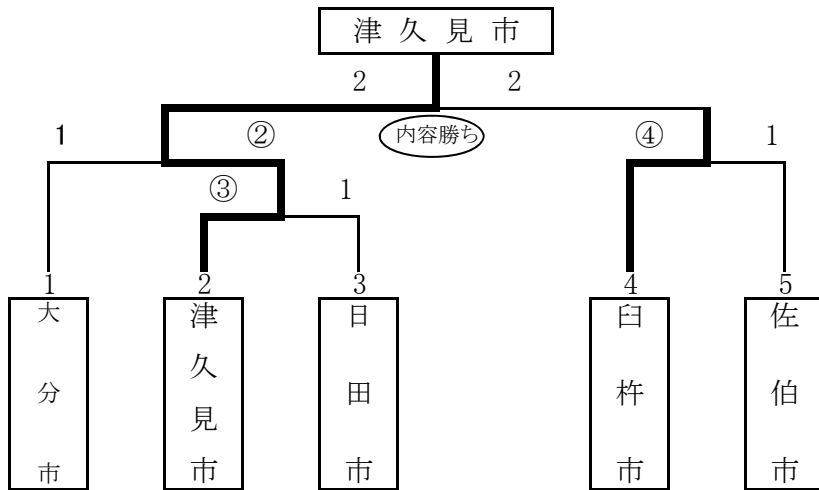 津久見市
2 2
1 ② 内容勝ち ④ 1
③ 1
1 2 3 4 5
大分市
津久見市
日田市
臼杵市
佐伯市